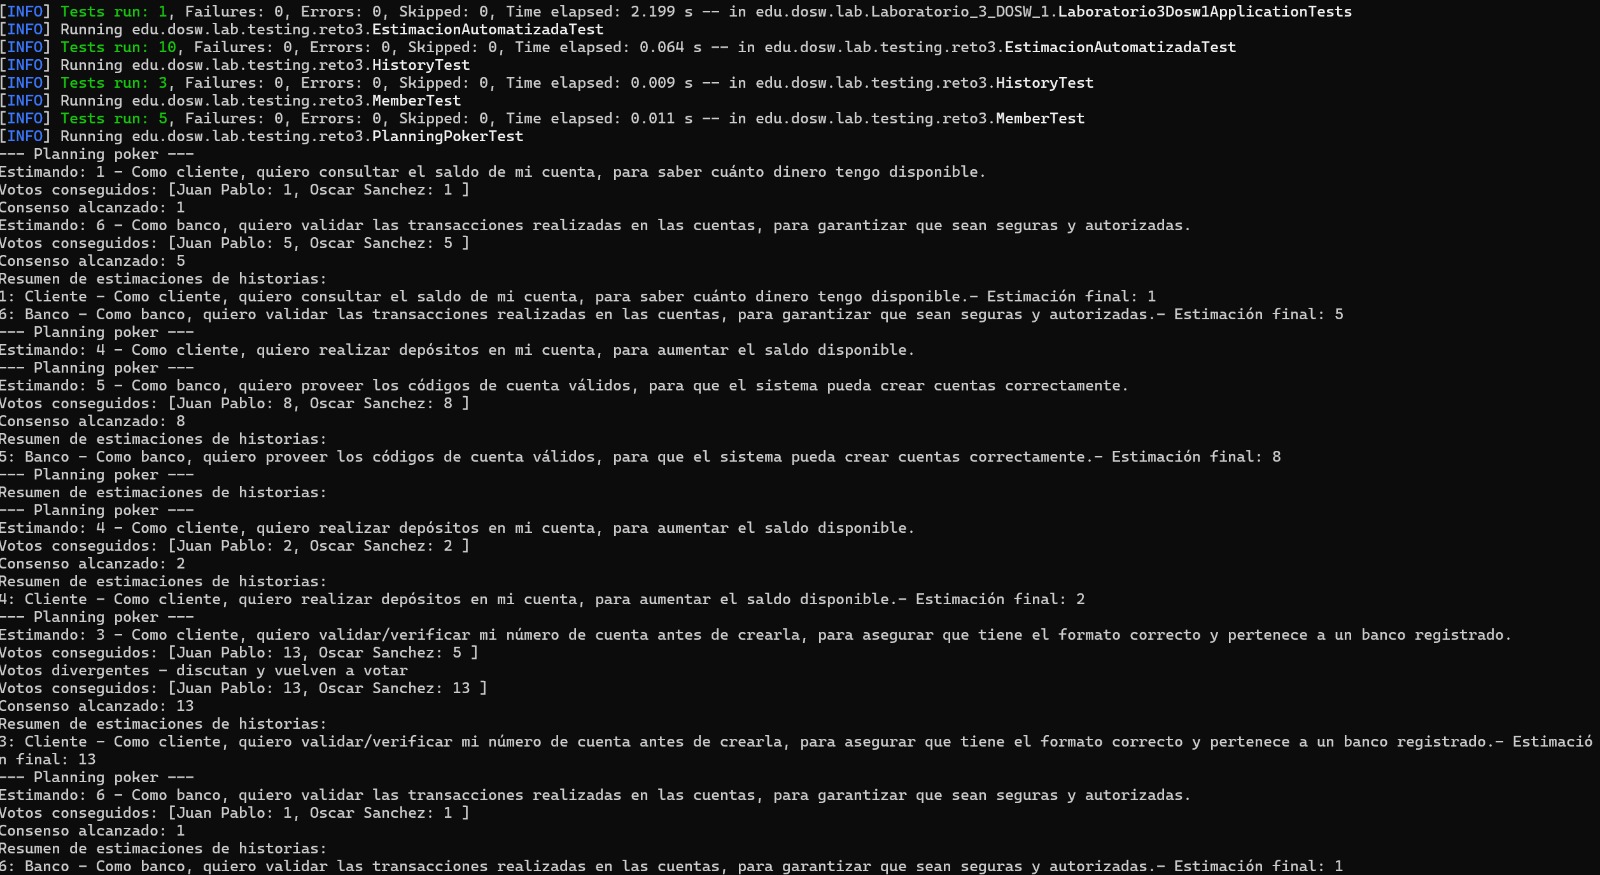 [INFO] Tests run: 1, Failures: 0, Errors: 0, Skipped: 0, Time elapsed: 2.199 s -- in edu.dosw.lab.Laboratorio_3_DOSW_1.Laboratorio3Dosw1ApplicationTests
[INFO] Running edu.dosw.lab.testing.reto3.EstimacionAutomatizadaTest
[INFO] Tests run: 10, Failures: 0, Errors: 0, Skipped: 0, Time elapsed: 0.064 s -- in edu.dosw.lab.testing.reto3.EstimacionAutomatizadaTest
[INFO] Running edu.dosw.lab.testing.reto3.HistoryTest
[INFO] Tests run: 3, Failures: 0, Errors: 0, Skipped: 0, Time elapsed: 0.009 s -- in edu.dosw.lab.testing.reto3.HistoryTest
[INFO] Running edu.dosw.lab.testing.reto3.MemberTest
[INFO] Tests run: 5, Failures: 0, Errors: 0, Skipped: 0, Time elapsed: 0.011 s -- in edu.dosw.lab.testing.reto3.MemberTest
[INFO] Running edu.dosw.lab.testing.reto3.PlanningPokerTest
--- Planning poker ---
Estimando: 1 - Como cliente, quiero consultar el saldo de mi cuenta, para saber cuánto dinero tengo disponible.
Votos conseguidos: [Juan Pablo: 1, Oscar Sanchez: 1 ]
Consenso alcanzado: 1
Estimando: 6 - Como banco, quiero validar las transacciones realizadas en las cuentas, para garantizar que sean seguras y autorizadas.
Votos conseguidos: [Juan Pablo: 5, Oscar Sanchez: 5 ]
Consenso alcanzado: 5
Resumen de estimaciones de historias:
1: Cliente - Como cliente, quiero consultar el saldo de mi cuenta, para saber cuánto dinero tengo disponible.- Estimación final: 1
6: Banco - Como banco, quiero validar las transacciones realizadas en las cuentas, para garantizar que sean seguras y autorizadas.- Estimación final: 5
--- Planning poker ---
Estimando: 4 - Como cliente, quiero realizar depósitos en mi cuenta, para aumentar el saldo disponible.
--- Planning poker ---
Estimando: 5 - Como banco, quiero proveer los códigos de cuenta válidos, para que el sistema pueda crear cuentas correctamente.
Votos conseguidos: [Juan Pablo: 8, Oscar Sanchez: 8 ]
Consenso alcanzado: 8
Resumen de estimaciones de historias:
5: Banco - Como banco, quiero proveer los códigos de cuenta válidos, para que el sistema pueda crear cuentas correctamente.- Estimación final: 8
--- Planning poker ---
Resumen de estimaciones de historias:
--- Planning poker ---
Estimando: 4 - Como cliente, quiero realizar depósitos en mi cuenta, para aumentar el saldo disponible.
Votos conseguidos: [Juan Pablo: 2, Oscar Sanchez: 2 ]
Consenso alcanzado: 2
Resumen de estimaciones de historias:
4: Cliente - Como cliente, quiero realizar depósitos en mi cuenta, para aumentar el saldo disponible.- Estimación final: 2
--- Planning poker ---
Estimando: 3 - Como cliente, quiero validar/verificar mi número de cuenta antes de crearla, para asegurar que tiene el formato correcto y pertenece a un banco registrado.
Votos conseguidos: [Juan Pablo: 13, Oscar Sanchez: 5 ]
Votos divergentes - discutan y vuelven a votar
Votos conseguidos: [Juan Pablo: 13, Oscar Sanchez: 13 ]
Consenso alcanzado: 13
Resumen de estimaciones de historias:
3: Cliente - Como cliente, quiero validar/verificar mi número de cuenta antes de crearla, para asegurar que tiene el formato correcto y pertenece a un banco registrado.- Estimació
n final: 13
--- Planning poker ---
Estimando: 6 - Como banco, quiero validar las transacciones realizadas en las cuentas, para garantizar que sean seguras y autorizadas.
Votos conseguidos: [Juan Pablo: 1, Oscar Sanchez: 1 ]
Consenso alcanzado: 1
Resumen de estimaciones de historias:
6: Banco - Como banco, quiero validar las transacciones realizadas en las cuentas, para garantizar que sean seguras y autorizadas.- Estimación final: 1